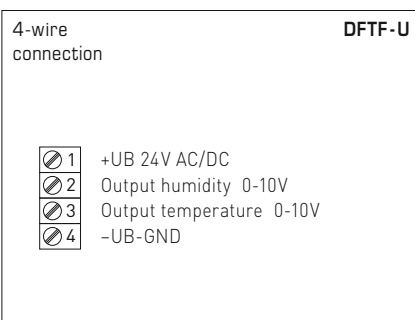 4-wire DFTF-U
connection
1 +UB 24V AC/DC
2 Output humidity 0-10V
3 Output temperature 0-10V
4 –UB-GND